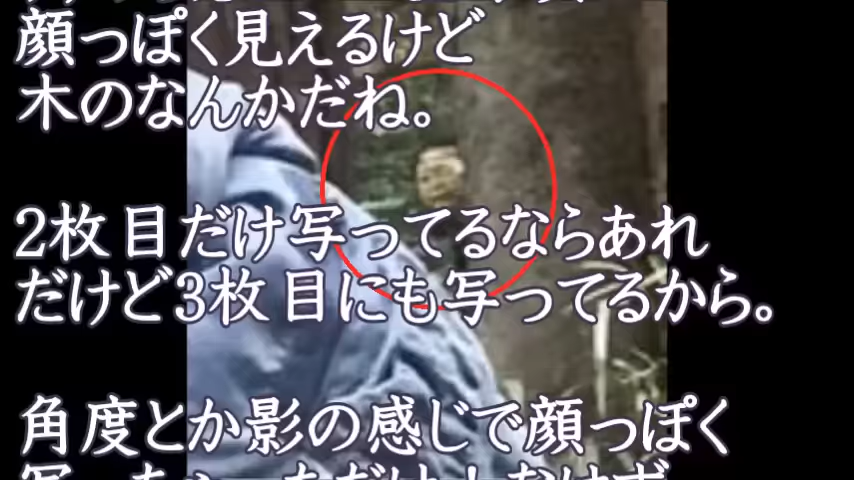 顔っぽく見えるけど
木のなんかだね。
2枚目だけ写ってるならあれ
だけど3枚目にも写ってるから。
角度とか影の感じで顔っぽく